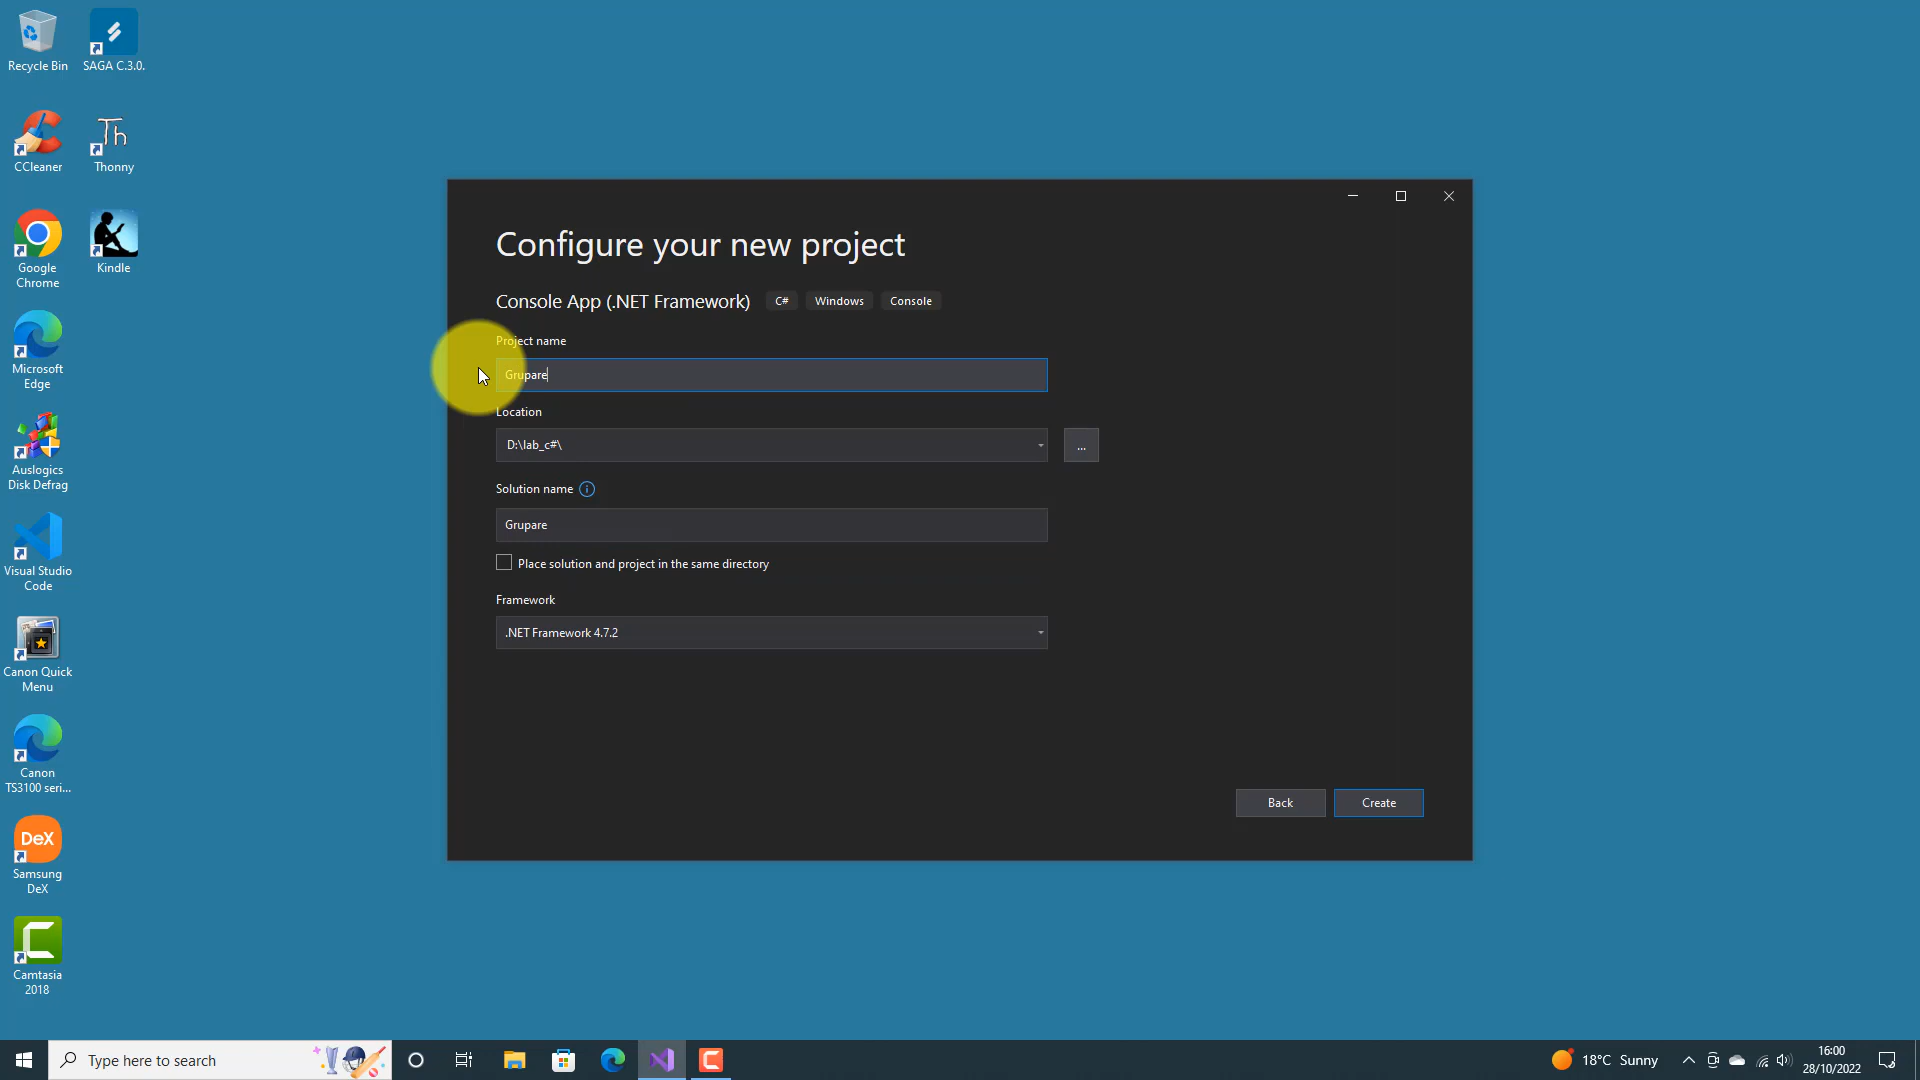 Recycle Bin
SAGA C.3.0.
CCleaner
Th
Thonny
Google
Chrome
Kindle
Microsoft
Edge
Auslogics
Disk Defrag
Visual Studio
Code
Canon Quick
Menu
Canon
TS3100 seri...
DeX
Samsung
DeX
Camtasia
2018
Configure your new project
Console App (.NET Framework)
C#
Windows
Console
Project name
Grupare
Location
D:\lab_c#\
...
Solution name
Grupare
Place solution and project in the same directory
Framework
.NET Framework 4.7.2
Back
Create
Type here to search
18°C Sunny
16:00
28/10/2022